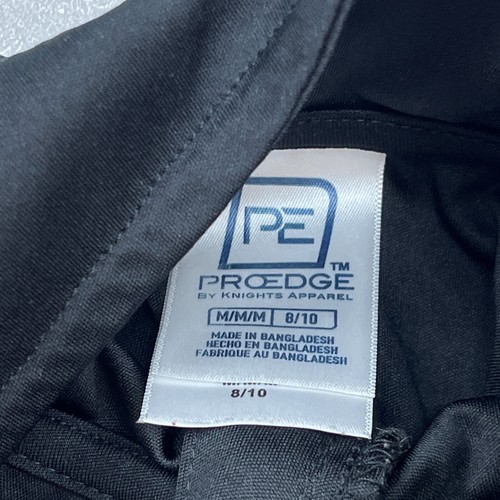 PE
PROEDGE™
BY KNIGHTS APPAREL
M/M/M 8/10
MADE IN BANGLADESH
HECHO EN BANGLADESH
FABRIQUE AU BANGLADESH
8/10